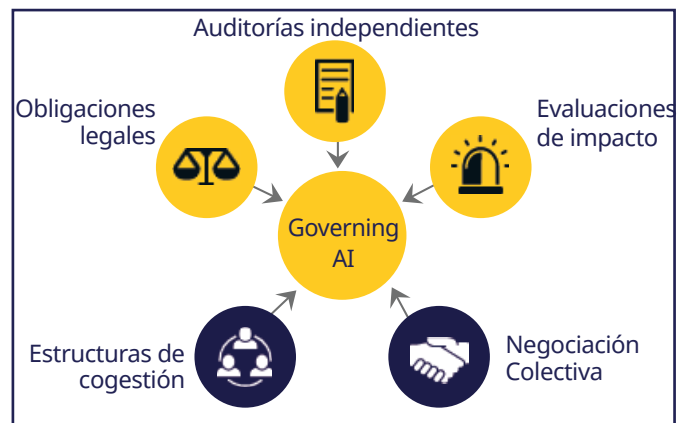 Auditorías independientes
Obligaciones
legales
Evaluaciones
de impacto
Governing
AI
Estructuras de
cogestión
Negociación
Colectiva